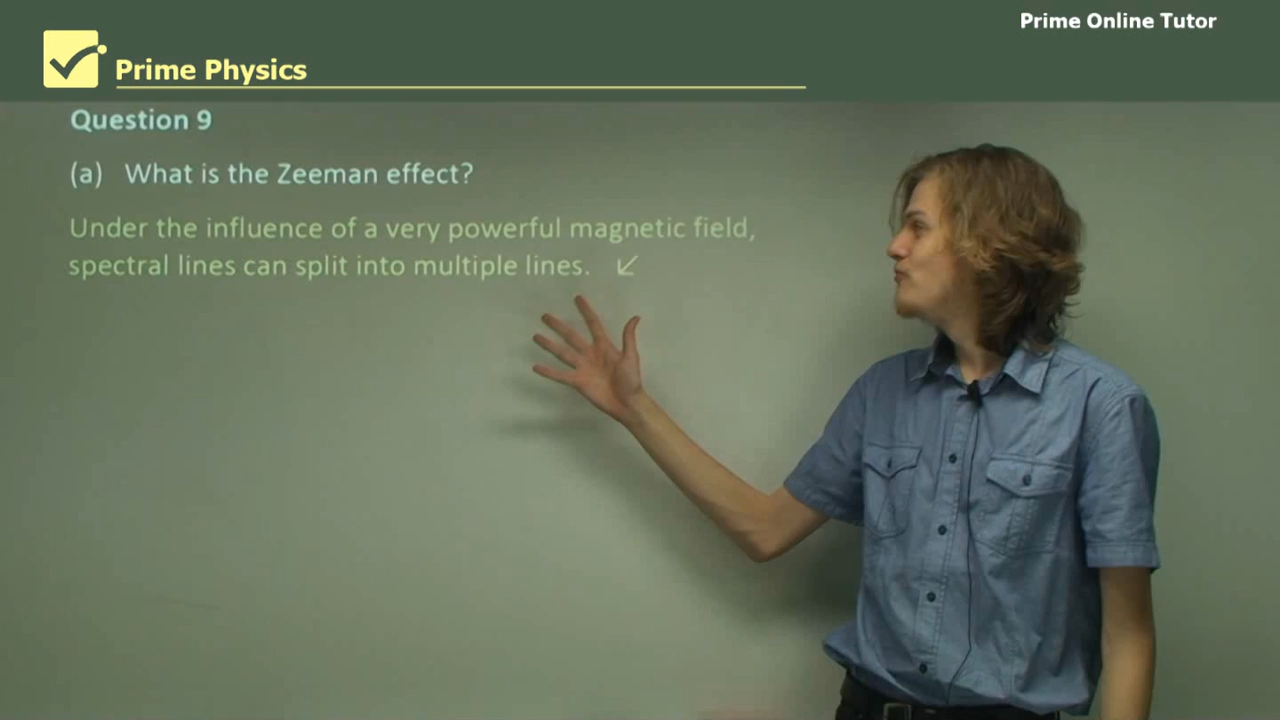 Prime Online Tutor
Prime Physics
Question 9
(a) What is the Zeeman effect?
Under the influence of a very powerful magnetic field,
spectral lines can split into multiple lines.